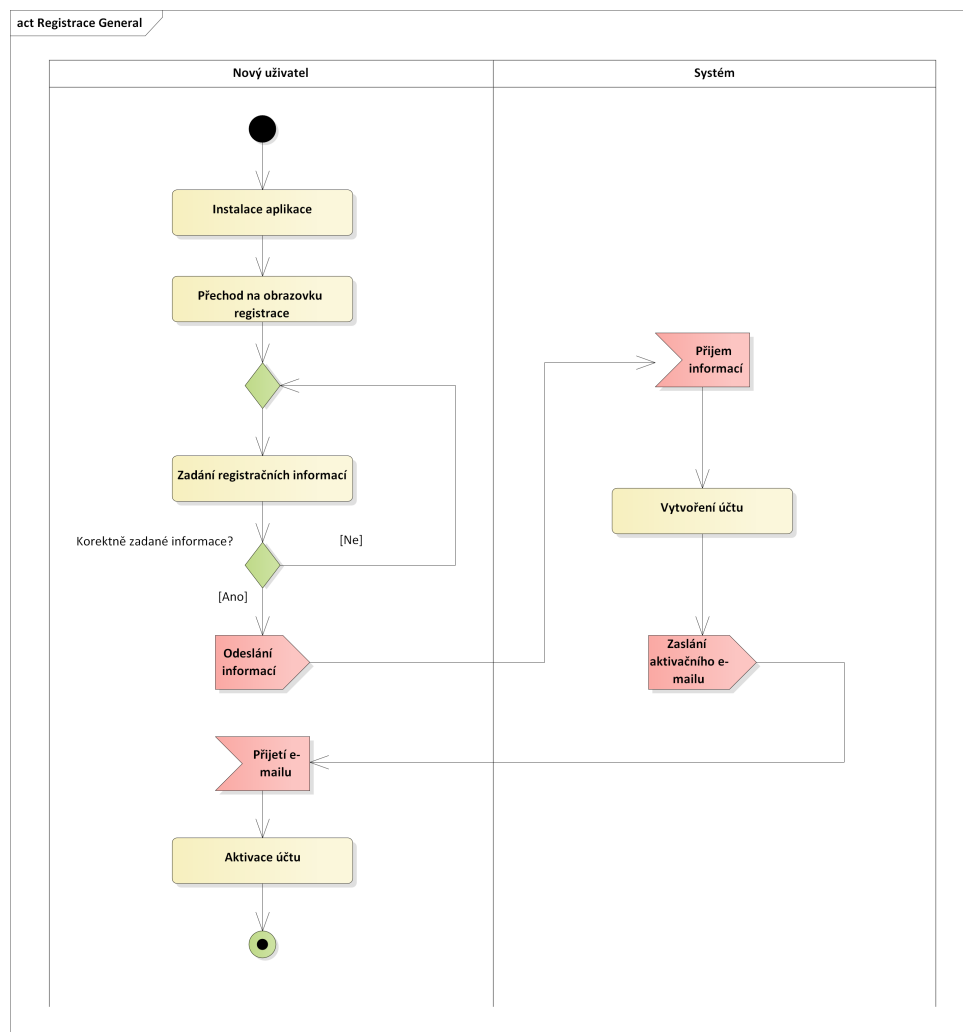 act Registrace General
Nový uživatel
Systém
Instalace aplikace
Přechod na obrazovku
registrace
Přijem
informací
Zadání registračních informací
Vytvoření účtu
Korektně zadané informace?
[Ne]
[Ano]
Odeslání
informací
Zaslání
aktivačního e-
mailu
Přijetí e-
mailu
Aktivace účtu